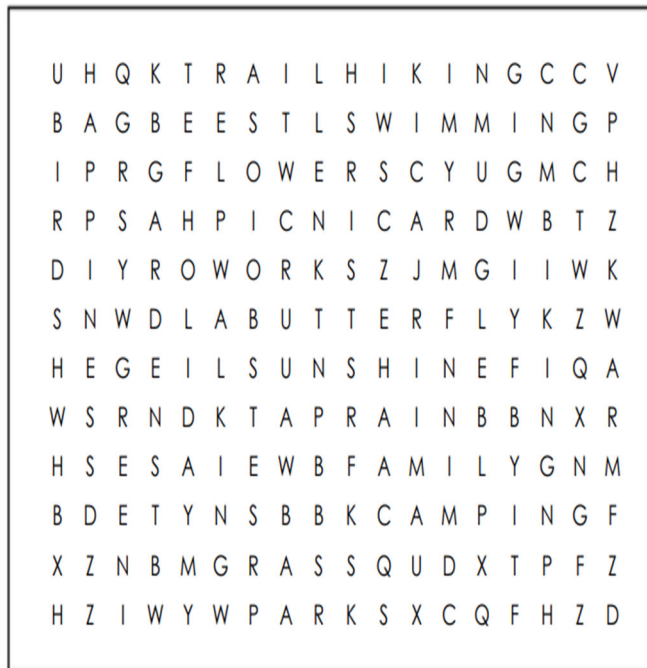 U H Q K T R A I L H I K I N G C C V
B A G B E E S T L S W I M M I N G P
I P R G F L O W E R S C Y U G M C H
R P S A H P I C N I C A R D W B T Z
D I Y R O W O R K S Z J M G I I W K
S N W D L A B U T T E R F L Y K Z W
H E G E I L S U N S H I N E F I Q A
W S R N D K T A P R A I N B B N X R
H S E S A I E W B F A M I L Y G N M
B D E T Y N S B B K C A M P I N G F
X Z N B M G R A S S Q U D X T P F Z
H Z I W Y W P A R K S X C Q F H Z D